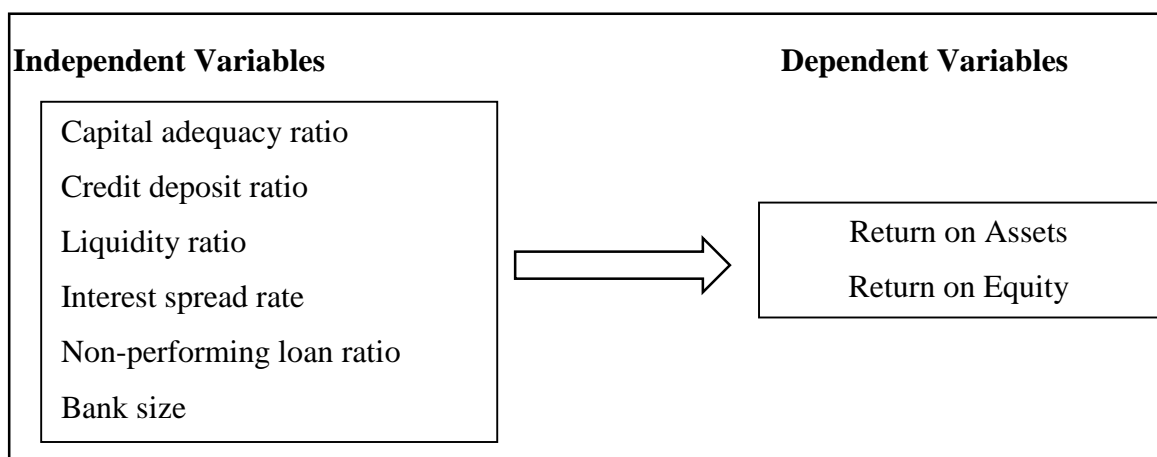 Independent Variables
Dependent Variables
Capital adequacy ratio
Credit deposit ratio
Liquidity ratio
Interest spread rate
Non-performing loan ratio
Bank size
Return on Assets
Return on Equity